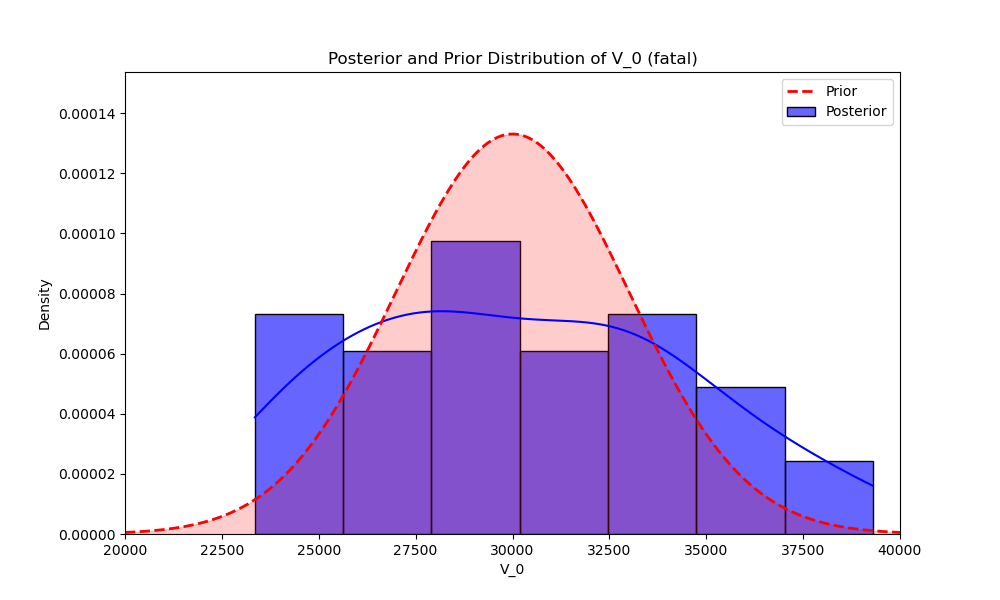 Posterior and Prior Distribution of V_0 (fatal)
Prior
Posterior
0.00014
0.00012
0.00010
0.00008
0.00006
0.00004
0.00002
0.00000
Density
20000 22500 25000 27500 30000 32500 35000 37500 40000
V_0